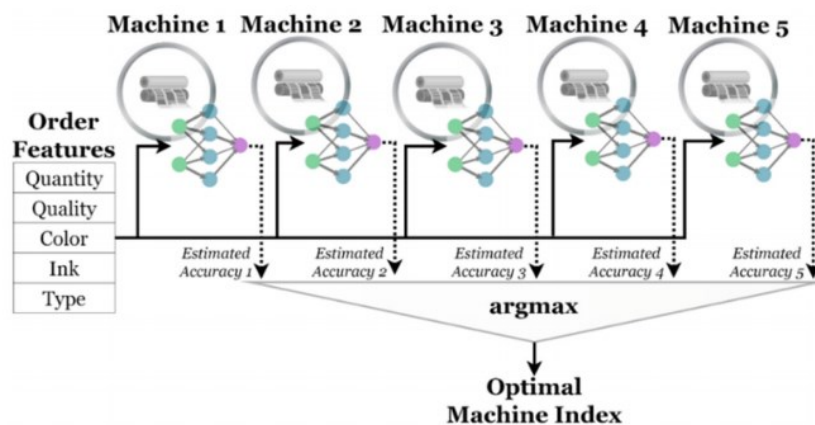 Machine 1 Machine 2 Machine 3 Machine 4 Machine 5
Order
Features
Quantity
Quality
Color
Ink
Type
Estimated
Accuracy 1
Estimated
Accuracy 2
Estimated
Accuracy 3
Estimated
Accuracy 4
Estimated
Accuracy 5
argmax
Optimal
Machine Index